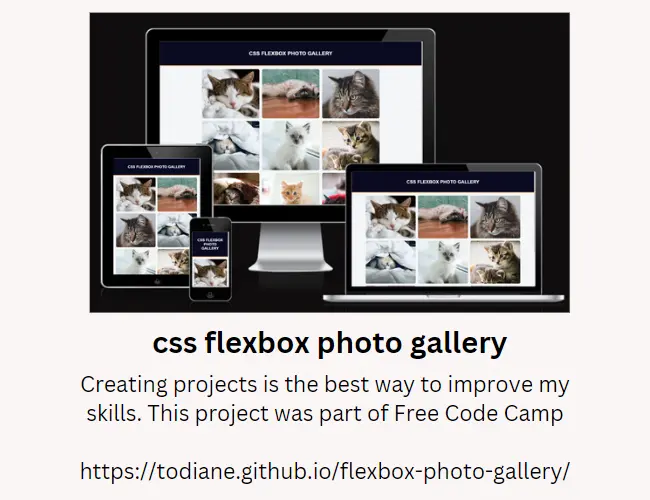 CSS FLEXBOX PHOTO GALLERY
CSS FLEXBOX PHOTO GALLERY
CSS FLEXBOX
PHOTO
GALLERY
CSS FLEXBOX PHOTO GALLERY
css flexbox photo gallery
Creating projects is the best way to improve my
skills. This project was part of Free Code Camp
https://todiane.github.io/flexbox-photo-gallery/